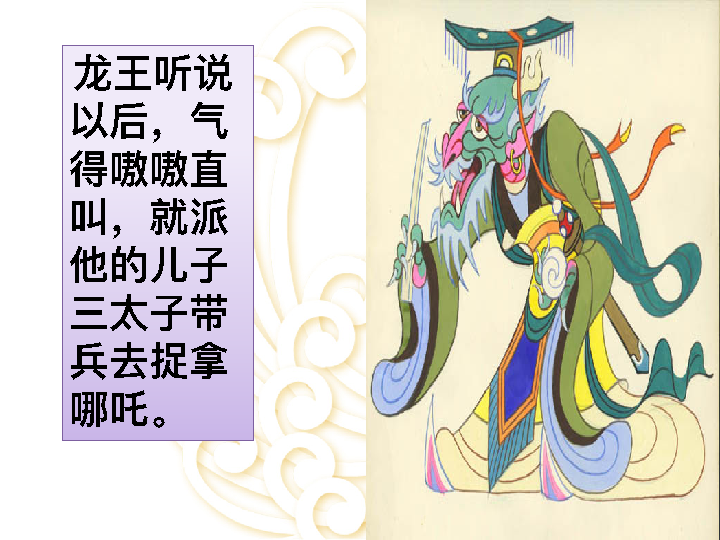 龙王听说
以后，气
得嗷嗷直
叫，就派
他的儿子
三太子带
兵去捉拿
哪吒。